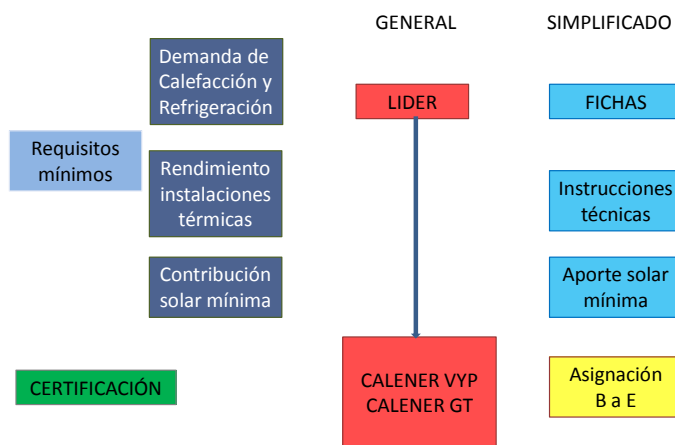 GENERAL
SIMPLIFICADO
Demanda de
Calefacción y
Refrigeración
LIDER
FICHAS
Requisitos
mínimos
Rendimiento
instalaciones
térmicas
Instrucciones
técnicas
Contribución
solar mínima
Aporte solar
mínima
CERTIFICACIÓN
CALENER VYP
CALENER GT
Asignación
B a E